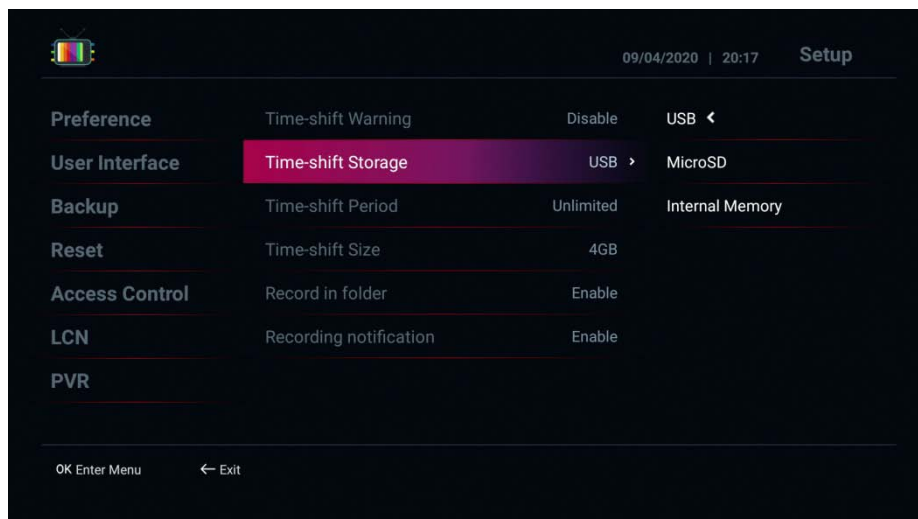 09/04/2020 | 20:17 Setup
Preference Time-shift Warning Disable USB
User Interface Time-shift Storage USB MicroSD
Backup Time-shift Period Unlimited Internal Memory
Reset Time-shift Size 4GB
Access Control Record in folder Enable
LCN Recording notification Enable
PVR
OK Enter Menu ← Exit